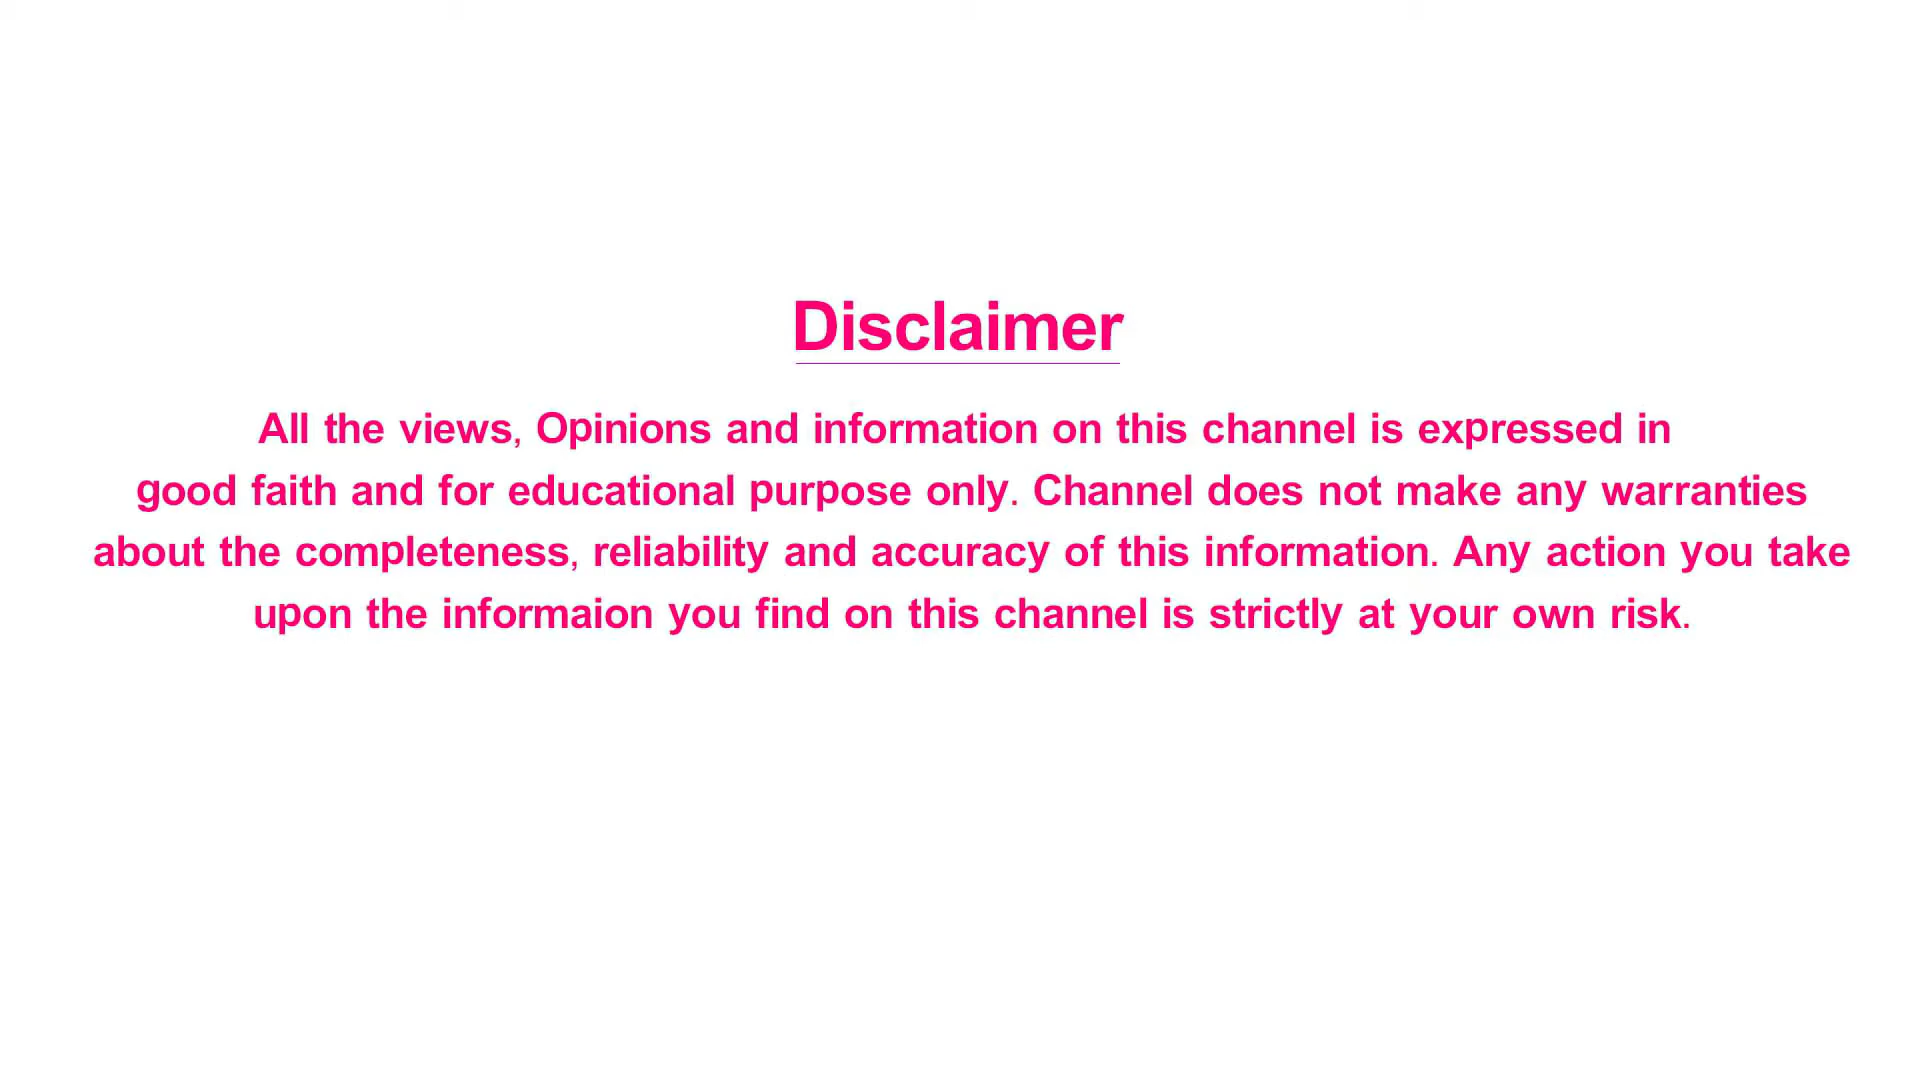 Disclaimer
All the views, Opinions and information on this channel is expressed in
good faith and for educational purpose only. Channel does not make any warranties
about the completeness, reliability and accuracy of this information. Any action you take
upon the informaion you find on this channel is strictly at your own risk.